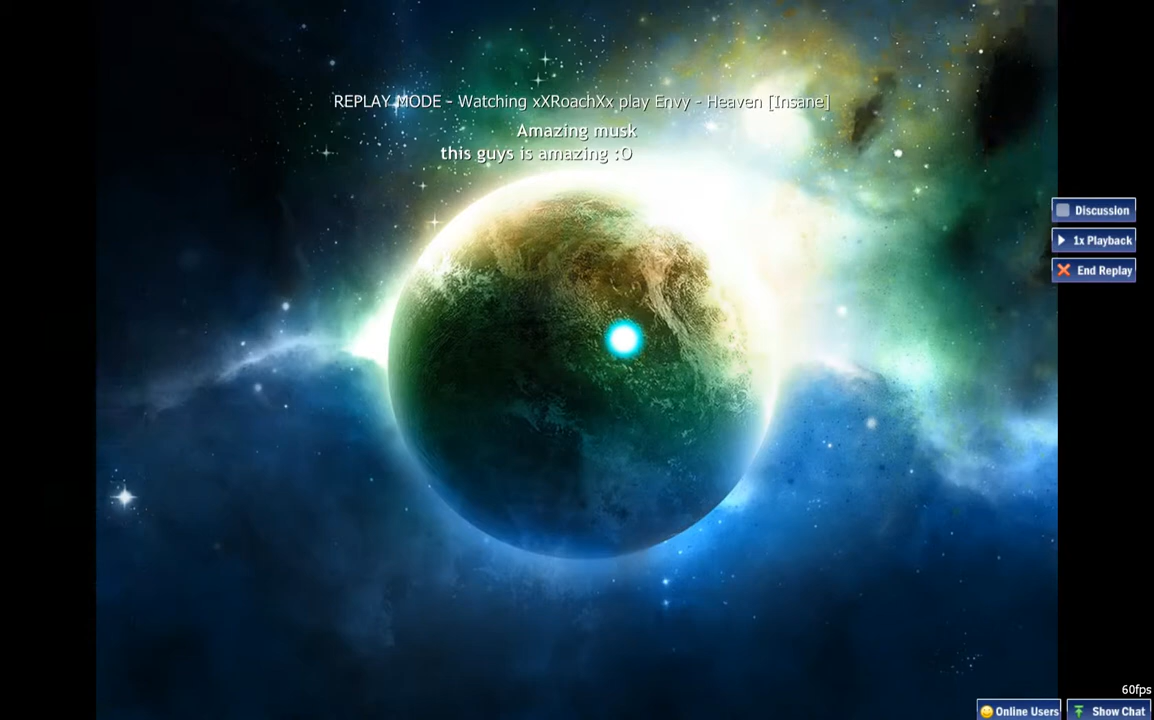 REPLAY MODE - Watching xXRoachXx play Envy - Heaven [Insane]
Amazing musk
this guys is amazing :O
Discussion
1x Playback
End Replay
60fps
Online Users
Show Chat